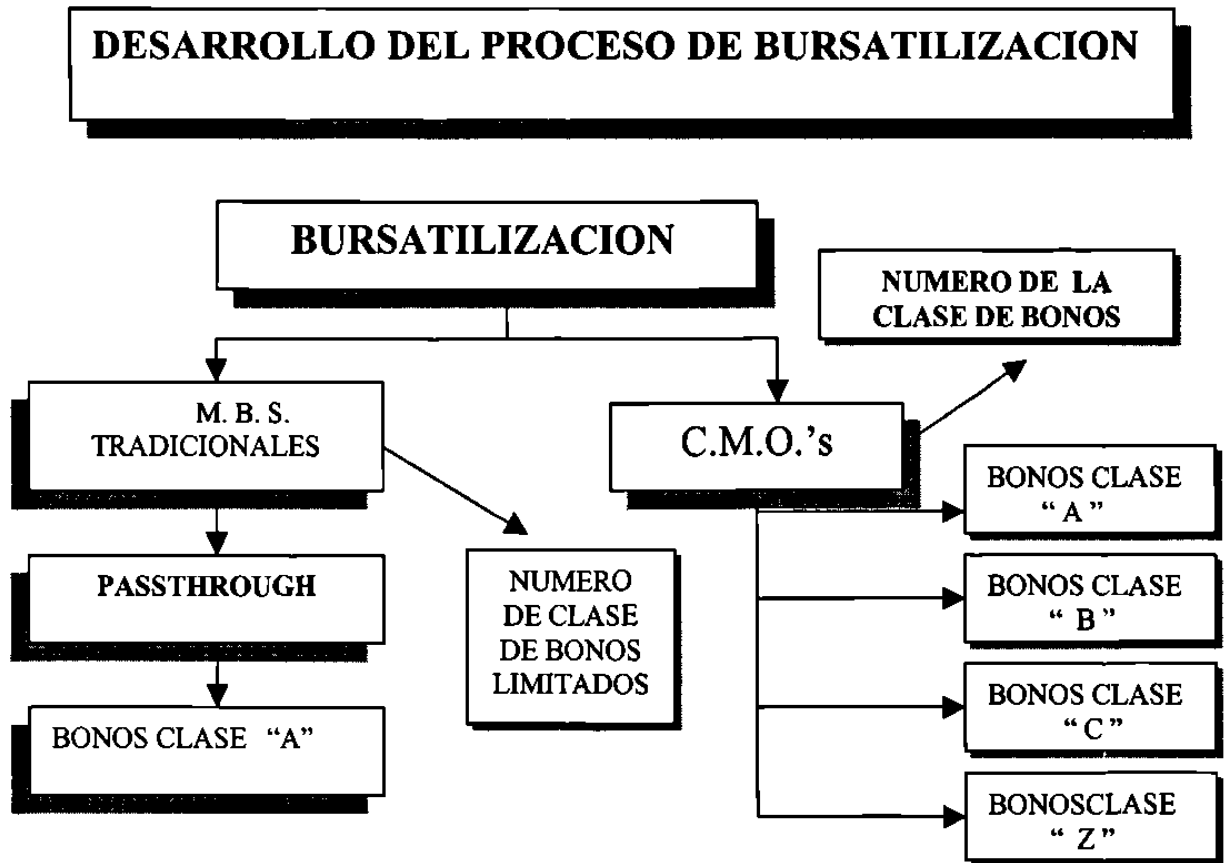 DESARROLLO DEL PROCESO DE BURSATILIZACION
BURSATILIZACION
NUMERO DE LA
CLASE DE BONOS
M. B. S.
TRADICIONALES
C.M.O.'s
BONOS CLASE
“ A ”
PASSTHROUGH
NUMERO
DE CLASE
DE BONOS
LIMITADOS
BONOS CLASE
“ B ”
BONOS CLASE “A”
BONOS CLASE
“ C ”
BONOSCLASE
“ Z ”